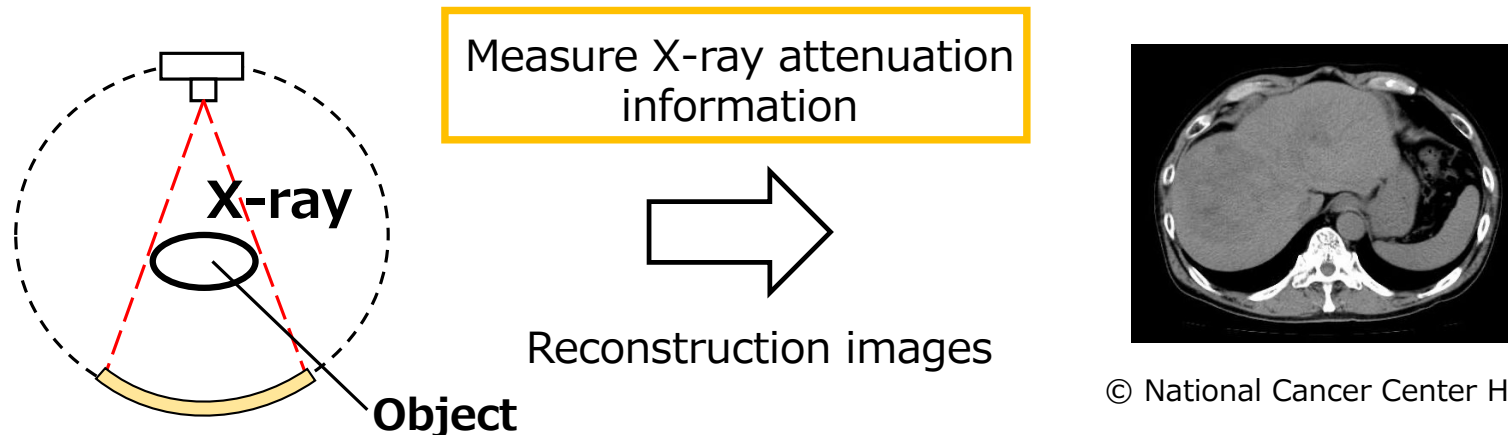 Measure X-ray attenuation
information
X-ray
Object
Reconstruction images
© National Cancer Center H